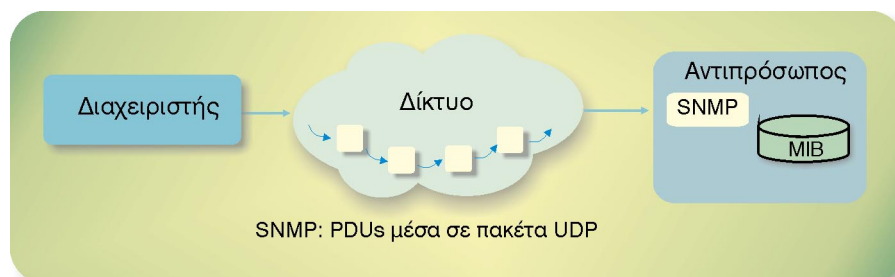 Διαχειριστής
Δίκτυο
Αντιπρόσωπος
SNMP
MIB
SNMP: PDUs μέσα σε πακέτα UDP